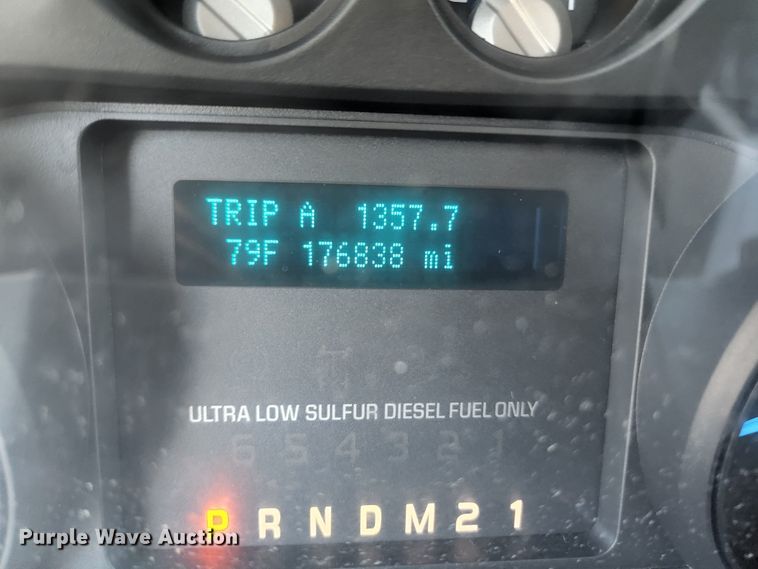 TRIP A 1357.7
79F 176838 mi
ULTRA LOW SULFUR DIESEL FUEL ONLY
6 5 4 3 2 1
P R N D M 2 1
Purple Wave Auction